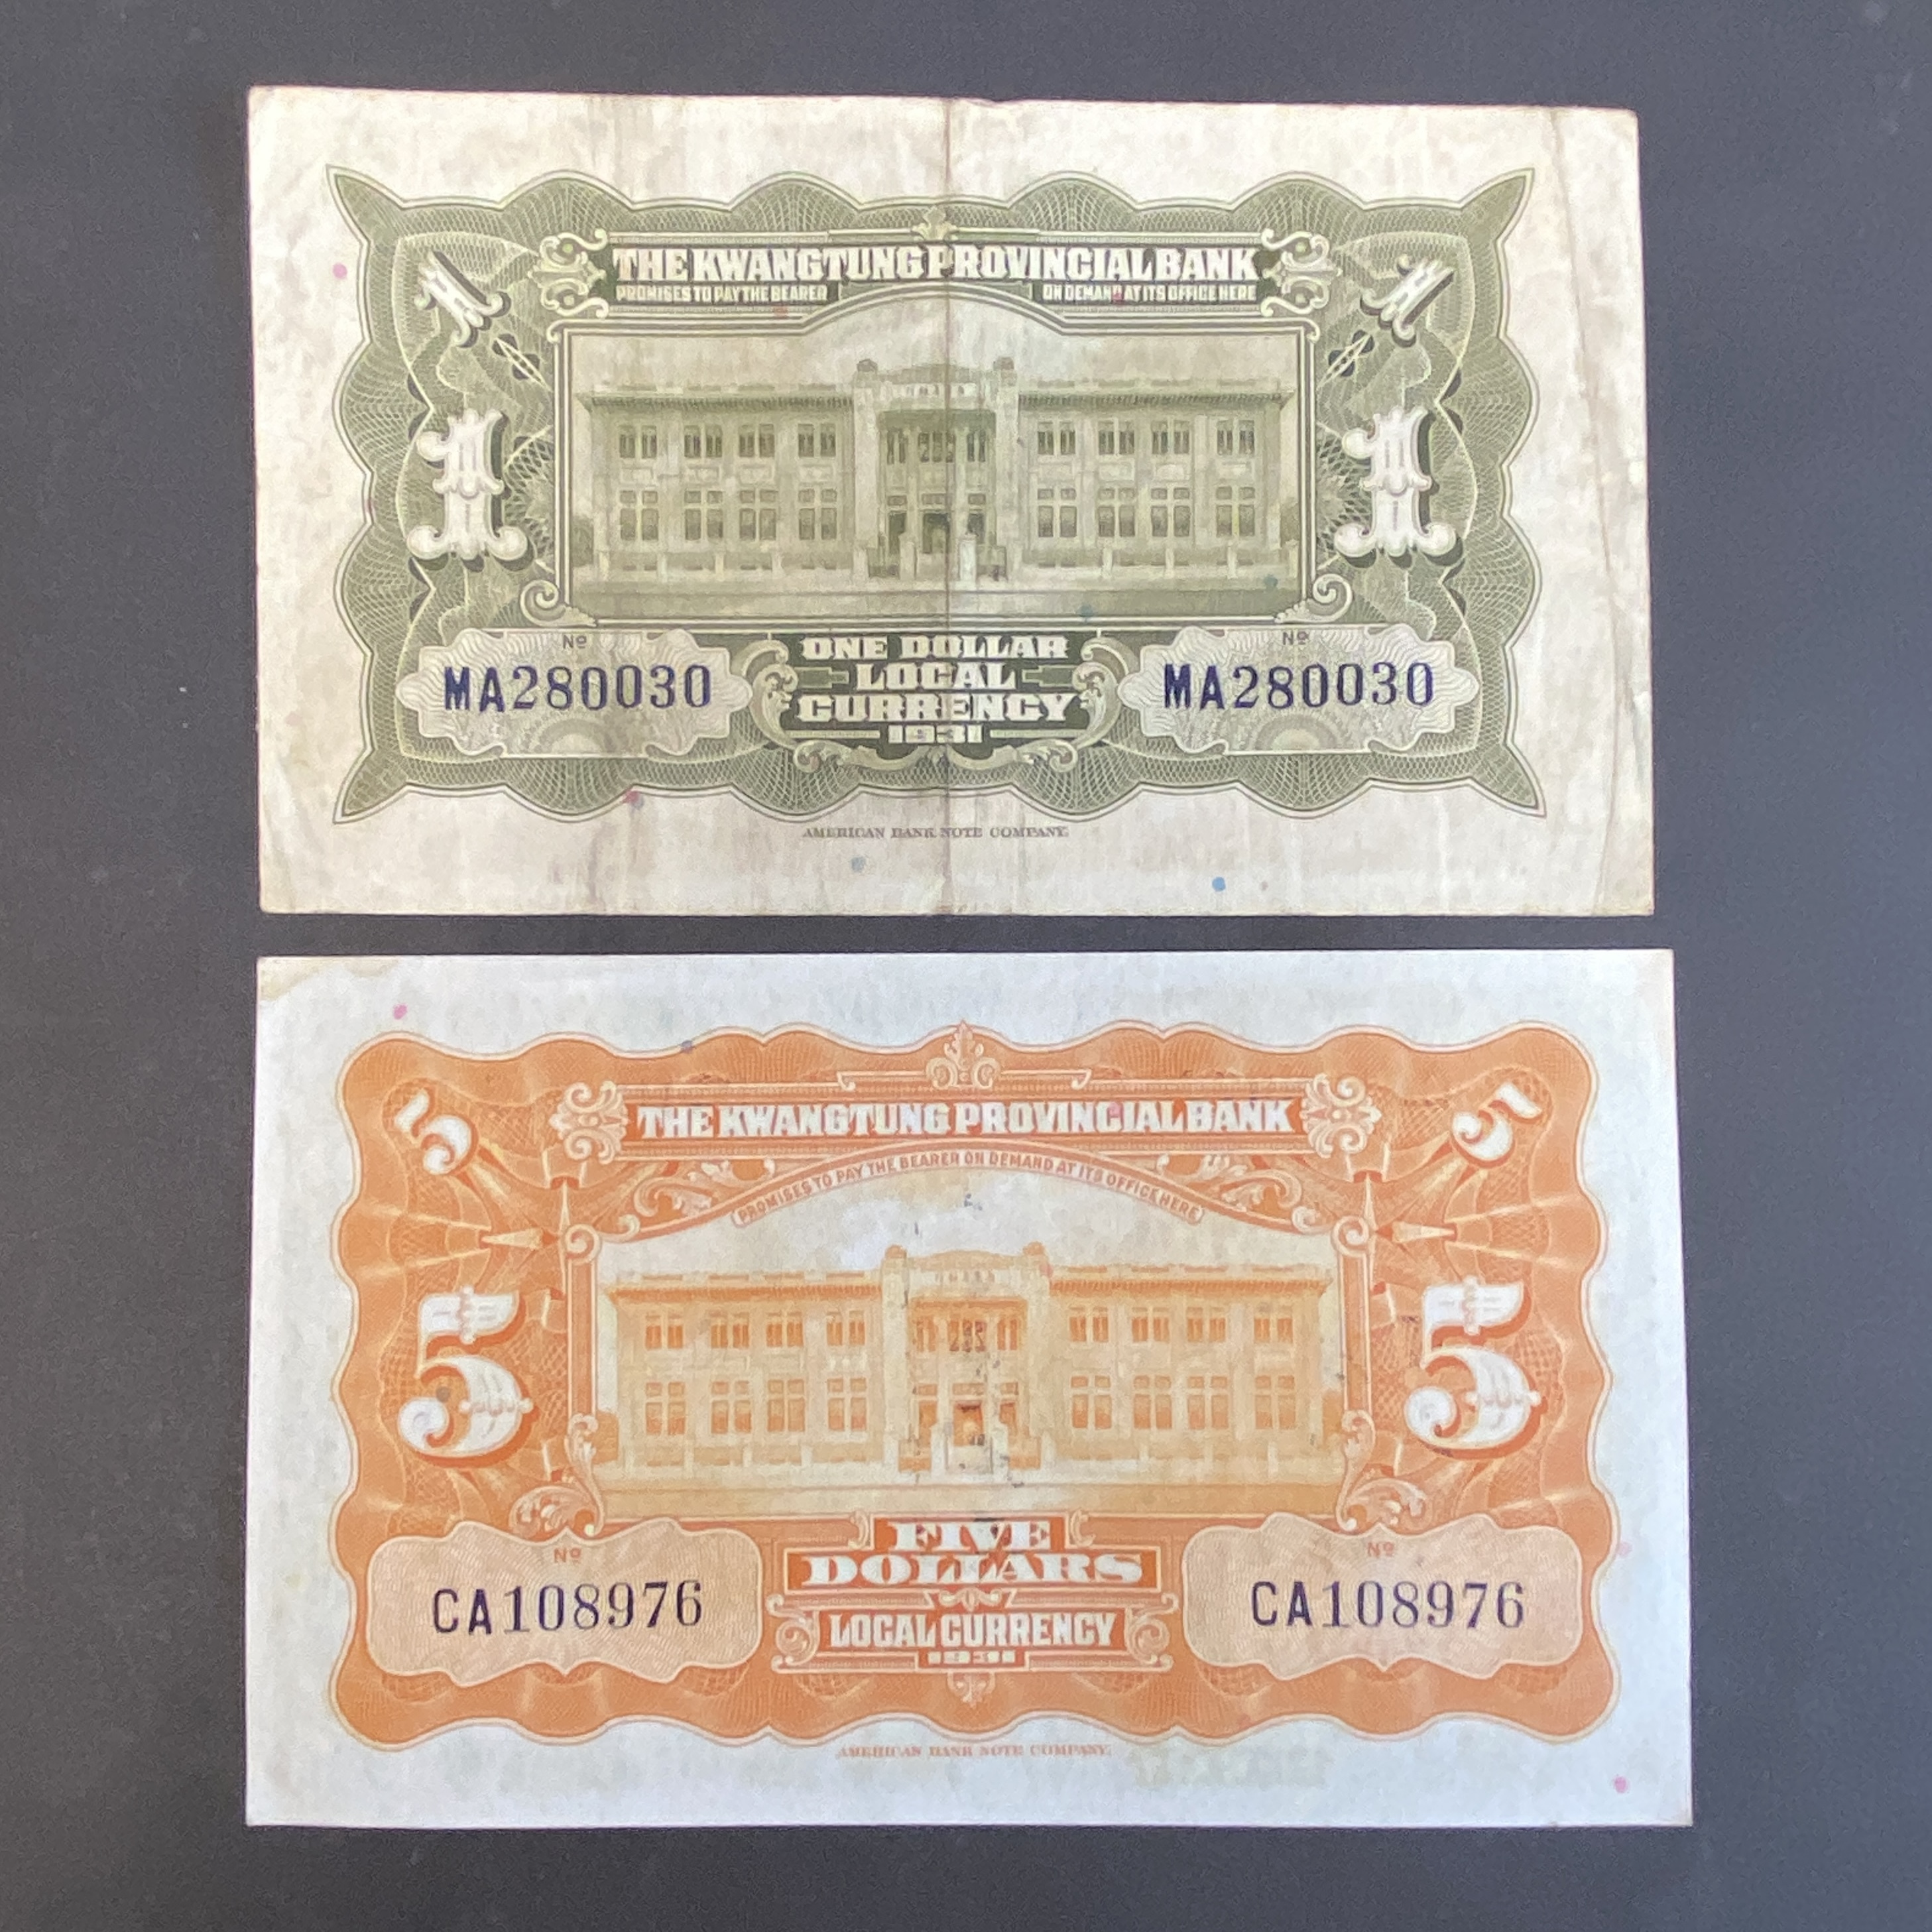 THE KWANGTUNG PROVINCIAL BANK
PROMISES TO PAY THE BEARER ON DEMAND AT ITS OFFICE HERE
1 1
1 1
Nº Nº
MA280030 MA280030
ONE DOLLAR
LOCAL
CURRENCY
1931
AMERICAN BANK NOTE COMPANY.
THE KWANGTUNG PROVINCIAL BANK
PROMISES TO PAY THE BEARER ON DEMAND AT ITS OFFICE HERE
5 5
5 5
FIVE
DOLLARS
Nº Nº
CA108976 CA108976
LOCAL CURRENCY
1931
AMERICAN BANK NOTE COMPANY.